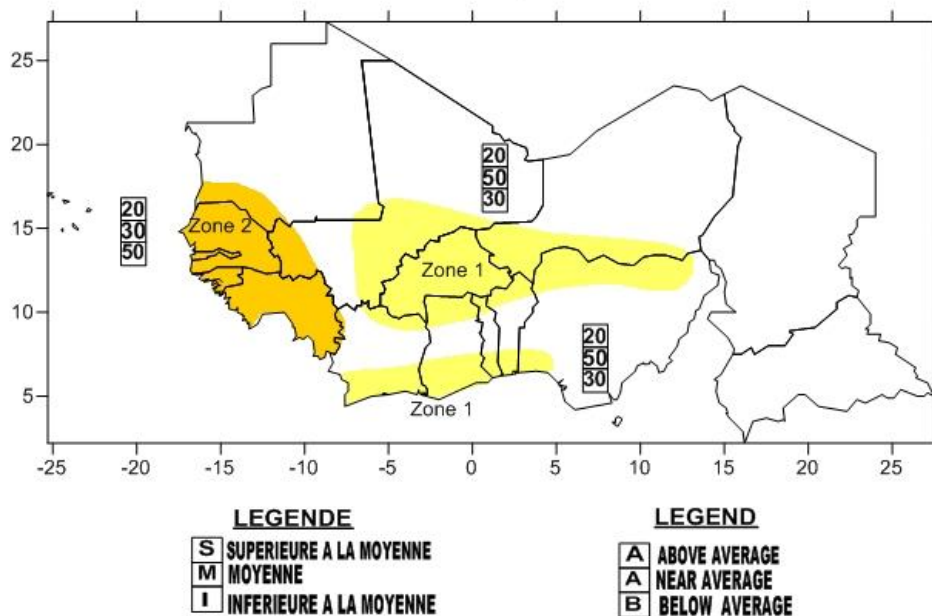 25
20
15
10
5
20
50
30
20
30
50
Zone 2
Zone 1
20
50
30
Zone 1
-25 -20 -15 -10 -5 0 5 10 15 20 25
LEGENDE
S SUPERIEURE A LA MOYENNE
M MOYENNE
I INFERIEURE A LA MOYENNE
LEGEND
A ABOVE AVERAGE
A NEAR AVERAGE
B BELOW AVERAGE